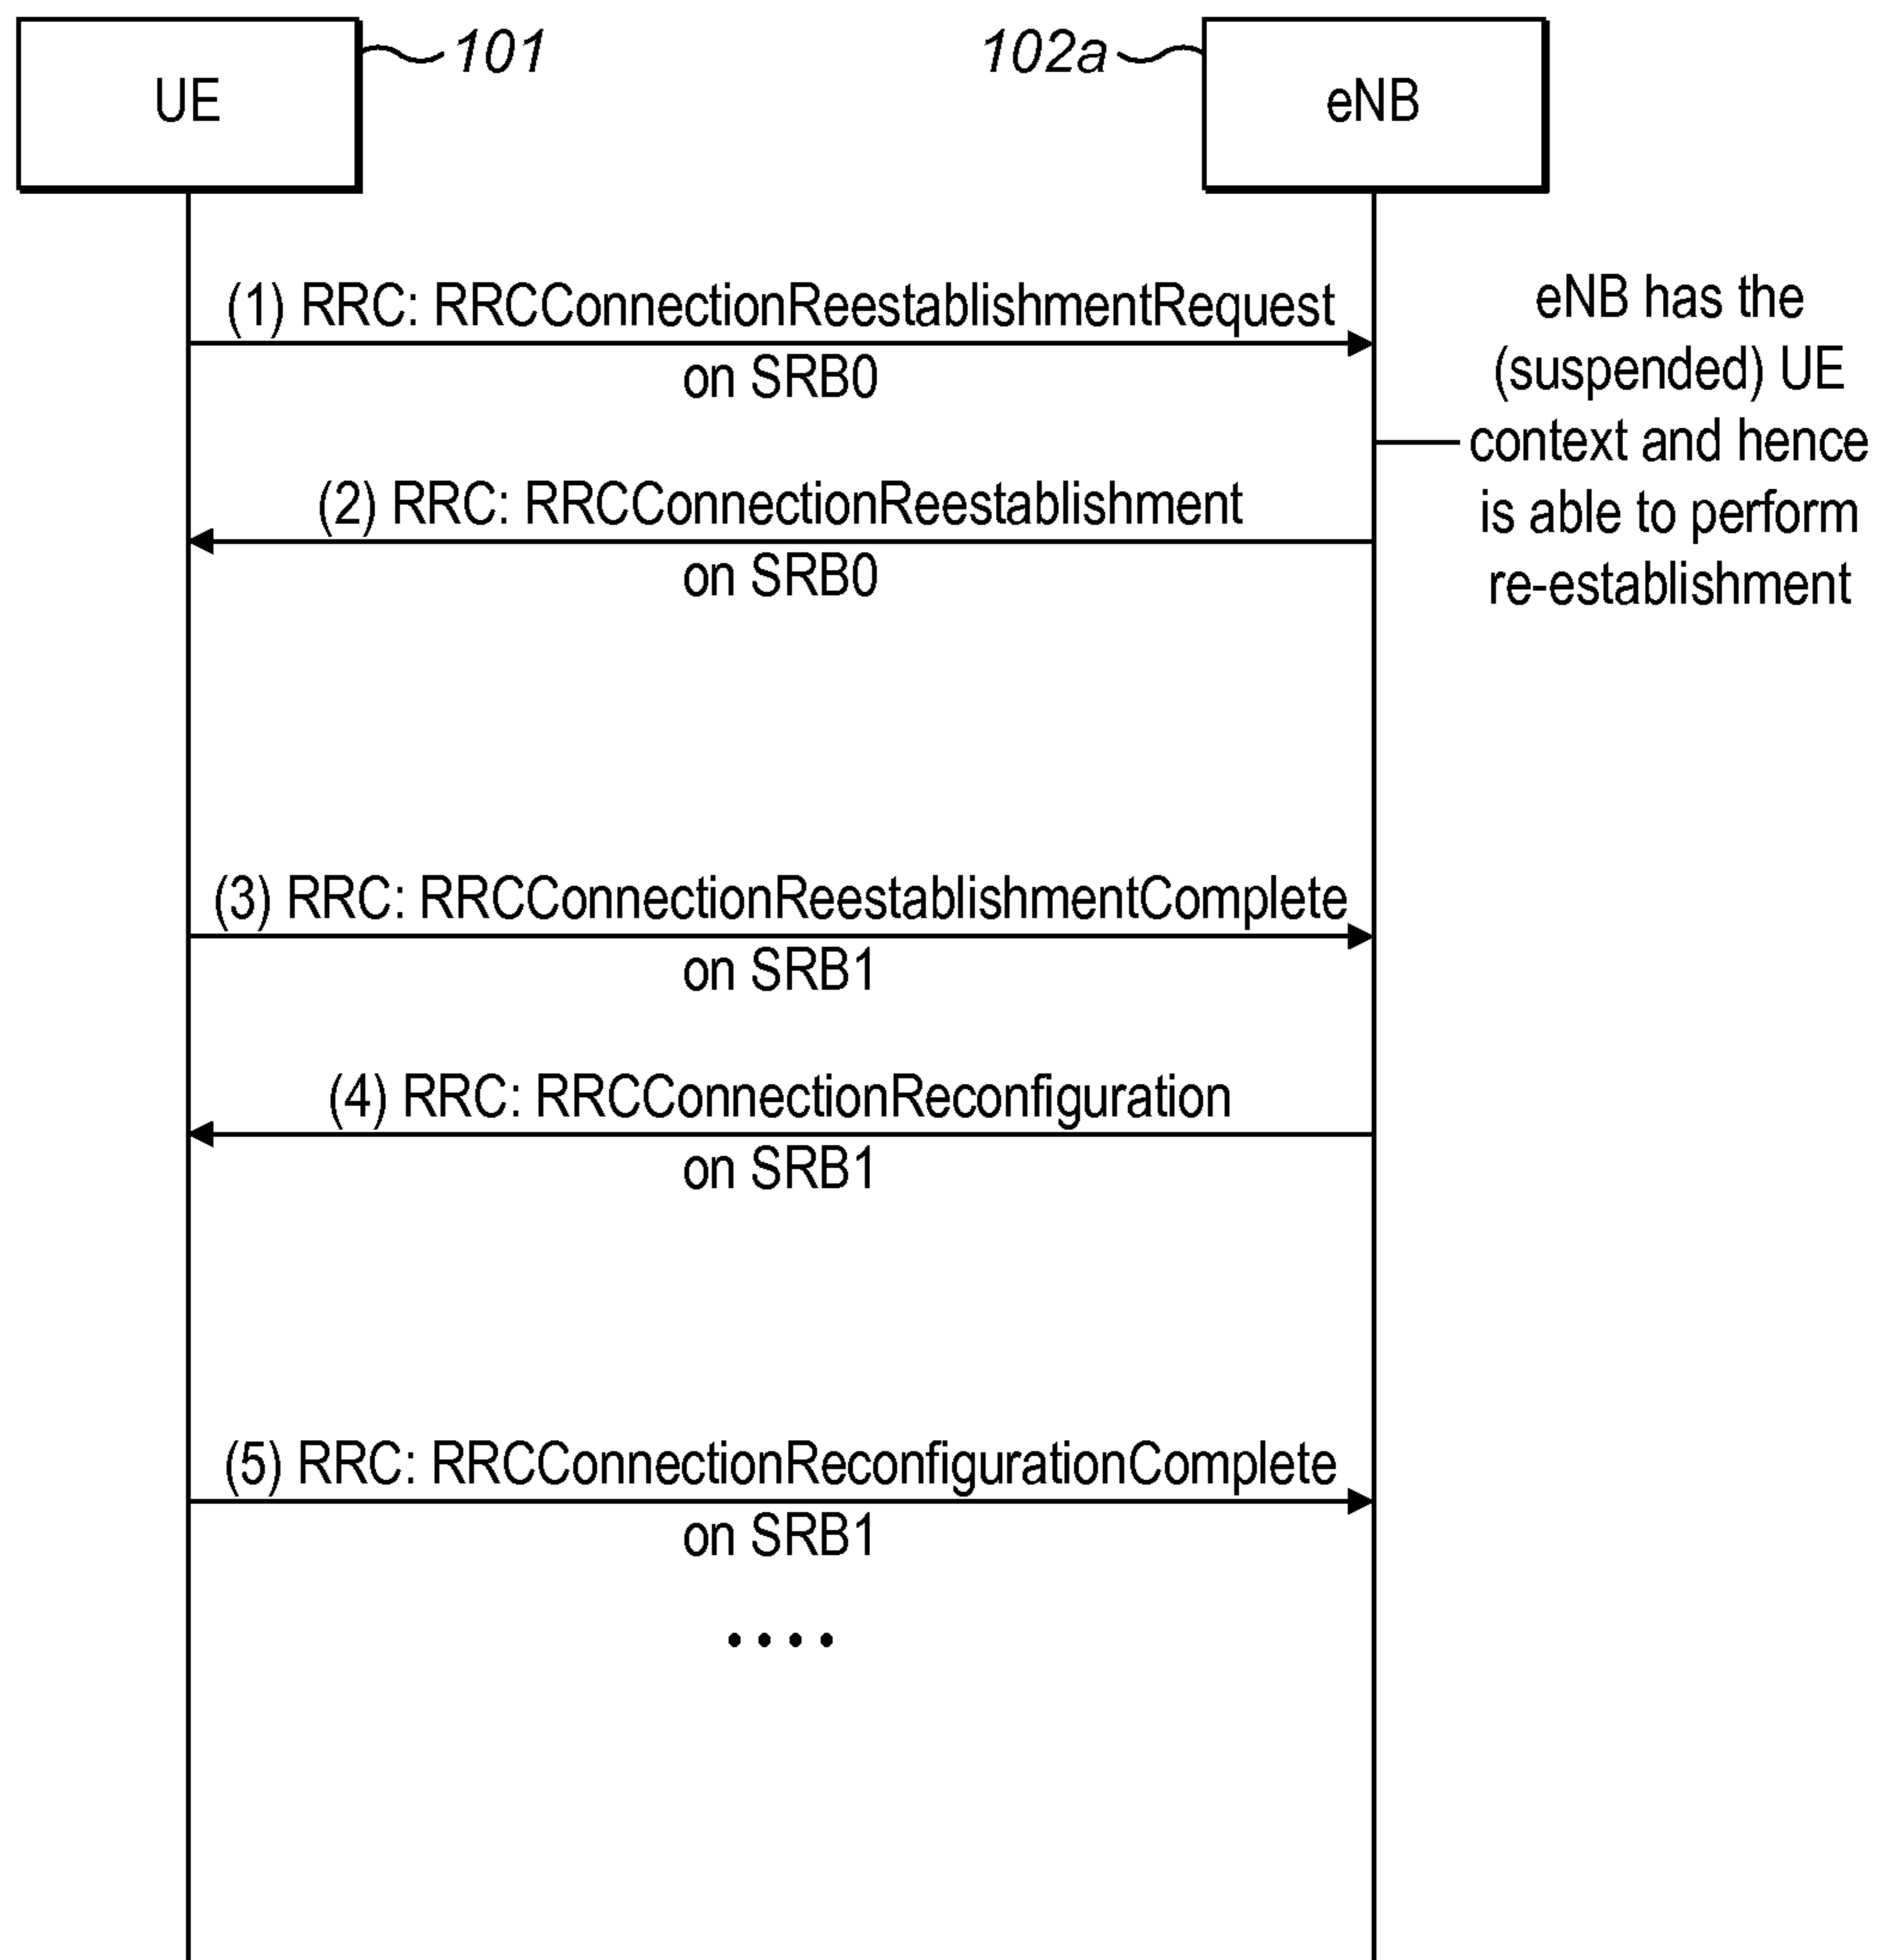 UE
101
102a
eNB
(1) RRC: RRCConnectionReestablishmentRequest
on SRB0
eNB has the
(suspended) UE
context and hence
is able to perform
re-establishment
(2) RRC: RRCConnectionReestablishment
on SRB0
(3) RRC: RRCConnectionReestablishmentComplete
on SRB1
(4) RRC: RRCConnectionReconfiguration
on SRB1
(5) RRC: RRCConnectionReconfigurationComplete
on SRB1
....